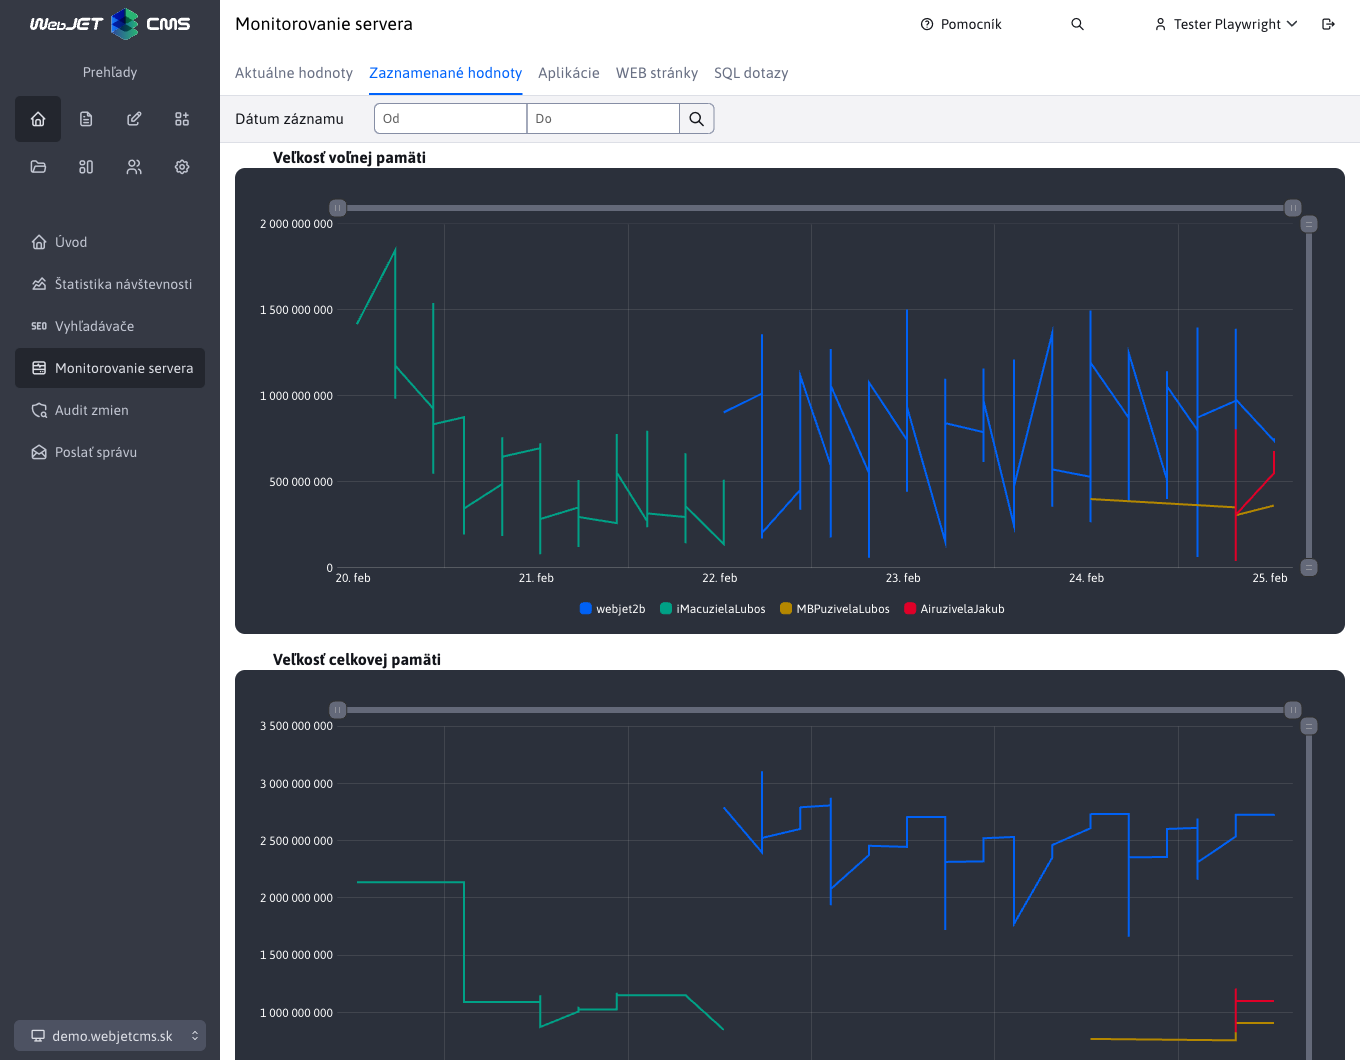 WebJET CMS
Prehľady
Úvod
Štatistika návštevnosti
SEO Vyhľadávače
Monitorovanie servera
Audit zmien
Poslať správu
demo.webjetcms.sk
Monitorovanie servera
Pomocník
Tester Playwright
Aktuálne hodnoty Zaznamenané hodnoty Aplikácie WEB stránky SQL dotazy
Dátum záznamu Od Do
Veľkosť voľnej pamäti
2 000 000 000
1 500 000 000
1 000 000 000
500 000 000
0
20. feb 21. feb 22. feb 23. feb 24. feb 25. feb
webjet2b iMacuzielaLubos MBPuzivelaLubos AiruzivelaJakub
Veľkosť celkovej pamäti
3 500 000 000
3 000 000 000
2 500 000 000
2 000 000 000
1 500 000 000
1 000 000 000